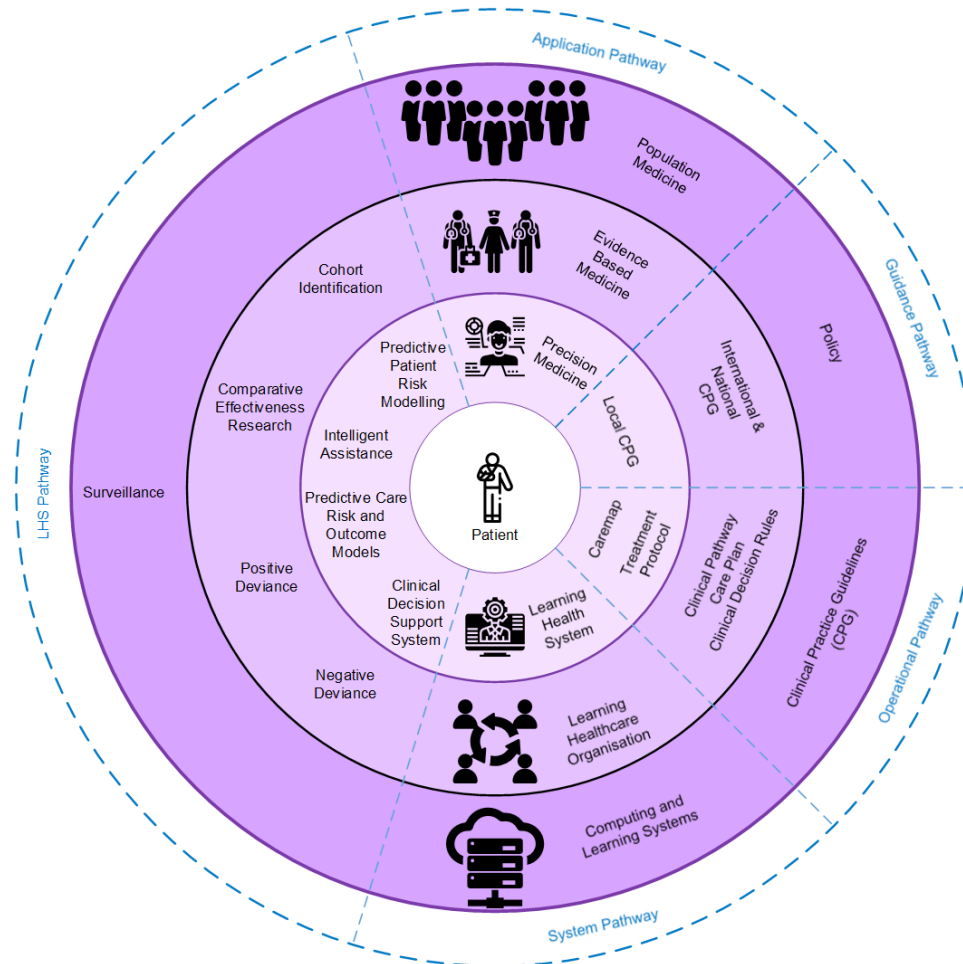 Application Pathway
Population
Medicine
Evidence
Based
Medicine
Precision
Medicine
Guidance Pathway
Policy
International &
National
CPG
Local CPG
Operational Pathway
Clinical Practice Guidelines
(CPG)
Clinical Pathway
Care Plan
Clinical Decision Rules
Caremap
Treatment
Protocol
System Pathway
Computing and
Learning Systems
Learning
Healthcare
Organisation
Learning
Health
System
LHS Pathway
Surveillance
Cohort
Identification
Comparative
Effectiveness
Research
Positive
Deviance
Negative
Deviance
Predictive
Patient
Risk
Modelling
Intelligent
Assistance
Predictive Care
Risk and
Outcome
Models
Clinical
Decision
Support
System
Patient